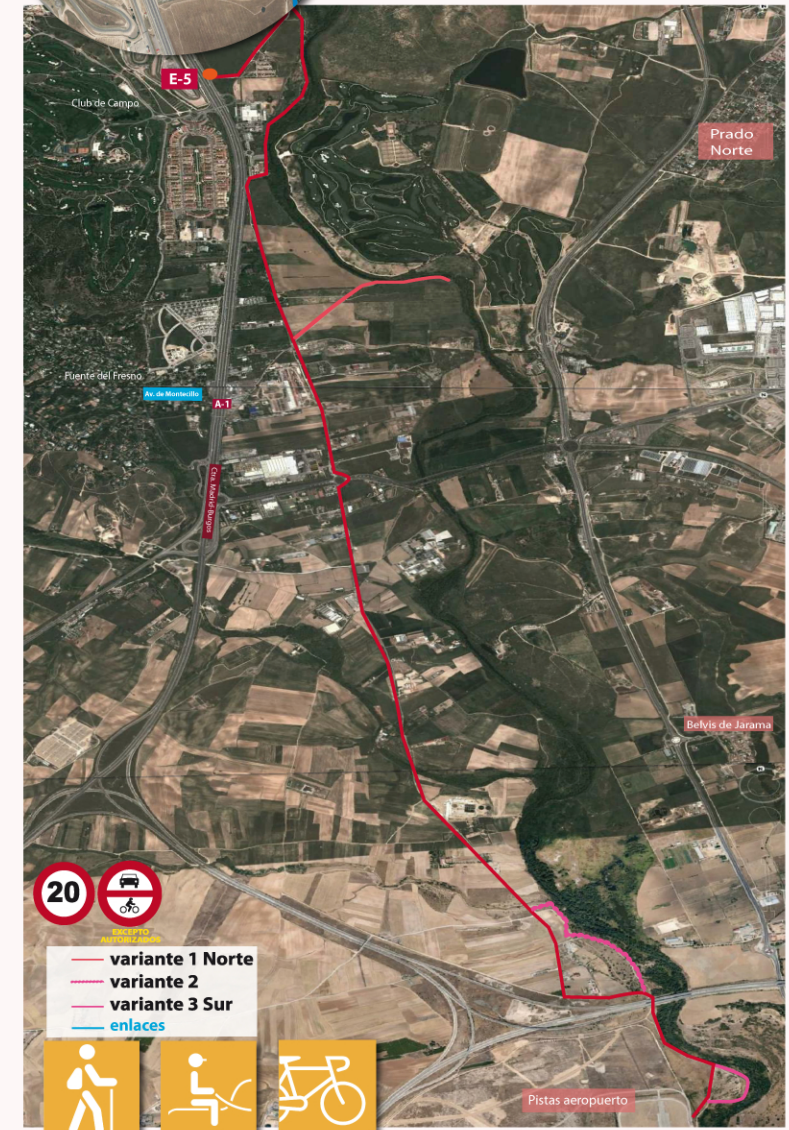 E-5
Club de Campo
Prado
Norte
Fuente del Fresno
Av. de Montecillo
A-1
Crta. Madrid-Burgos
Belvis de Jarama
20
EXCEPTO
AUTORIZADOS
variante 1 Norte
variante 2
variante 3 Sur
enlaces
Pistas aeropuerto